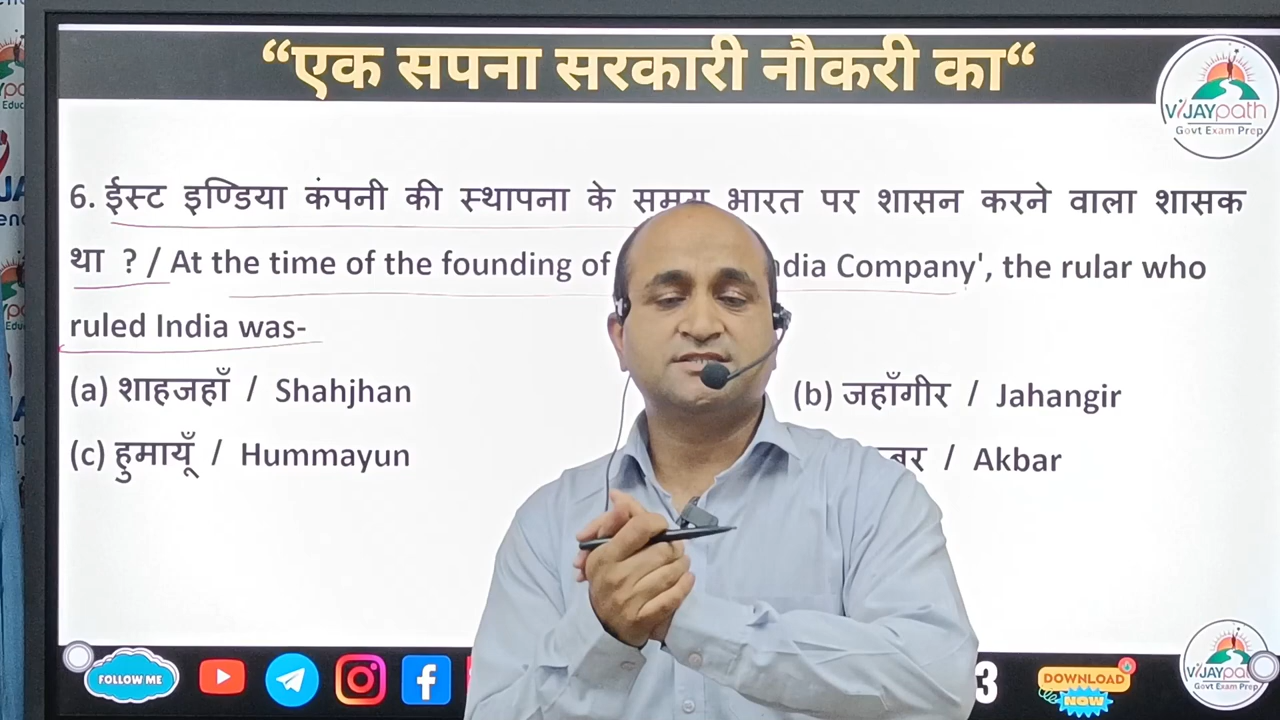 “एक सपना सरकारी नौकरी का“
VIJAYpath
Govt Exam Prep
6. ईस्ट इण्डिया कंपनी की स्थापना के समय भारत पर शासन करने वाला शासक
था ? / At the time of the founding of ndia Company', the rular who
ruled India was-
(a) शाहजहाँ / Shahjhan
(b) जहाँगीर / Jahangir
(c) हुमायूँ / Hummayun
/ Akbar
FOLLOW ME
3
DOWNLOAD
NOW
VIJAYpath
Govt Exam Prep